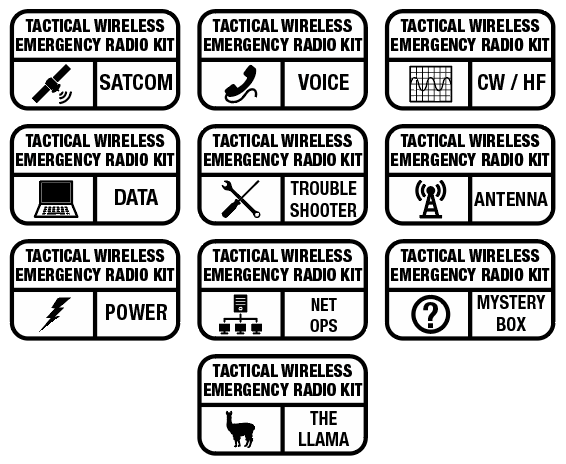 TACTICAL WIRELESS
EMERGENCY RADIO KIT
SATCOM
TACTICAL WIRELESS
EMERGENCY RADIO KIT
VOICE
TACTICAL WIRELESS
EMERGENCY RADIO KIT
CW / HF
TACTICAL WIRELESS
EMERGENCY RADIO KIT
DATA
TACTICAL WIRELESS
EMERGENCY RADIO KIT
TROUBLE
SHOOTER
TACTICAL WIRELESS
EMERGENCY RADIO KIT
ANTENNA
TACTICAL WIRELESS
EMERGENCY RADIO KIT
POWER
TACTICAL WIRELESS
EMERGENCY RADIO KIT
NET
OPS
TACTICAL WIRELESS
EMERGENCY RADIO KIT
?
MYSTERY
BOX
TACTICAL WIRELESS
EMERGENCY RADIO KIT
THE
LLAMA